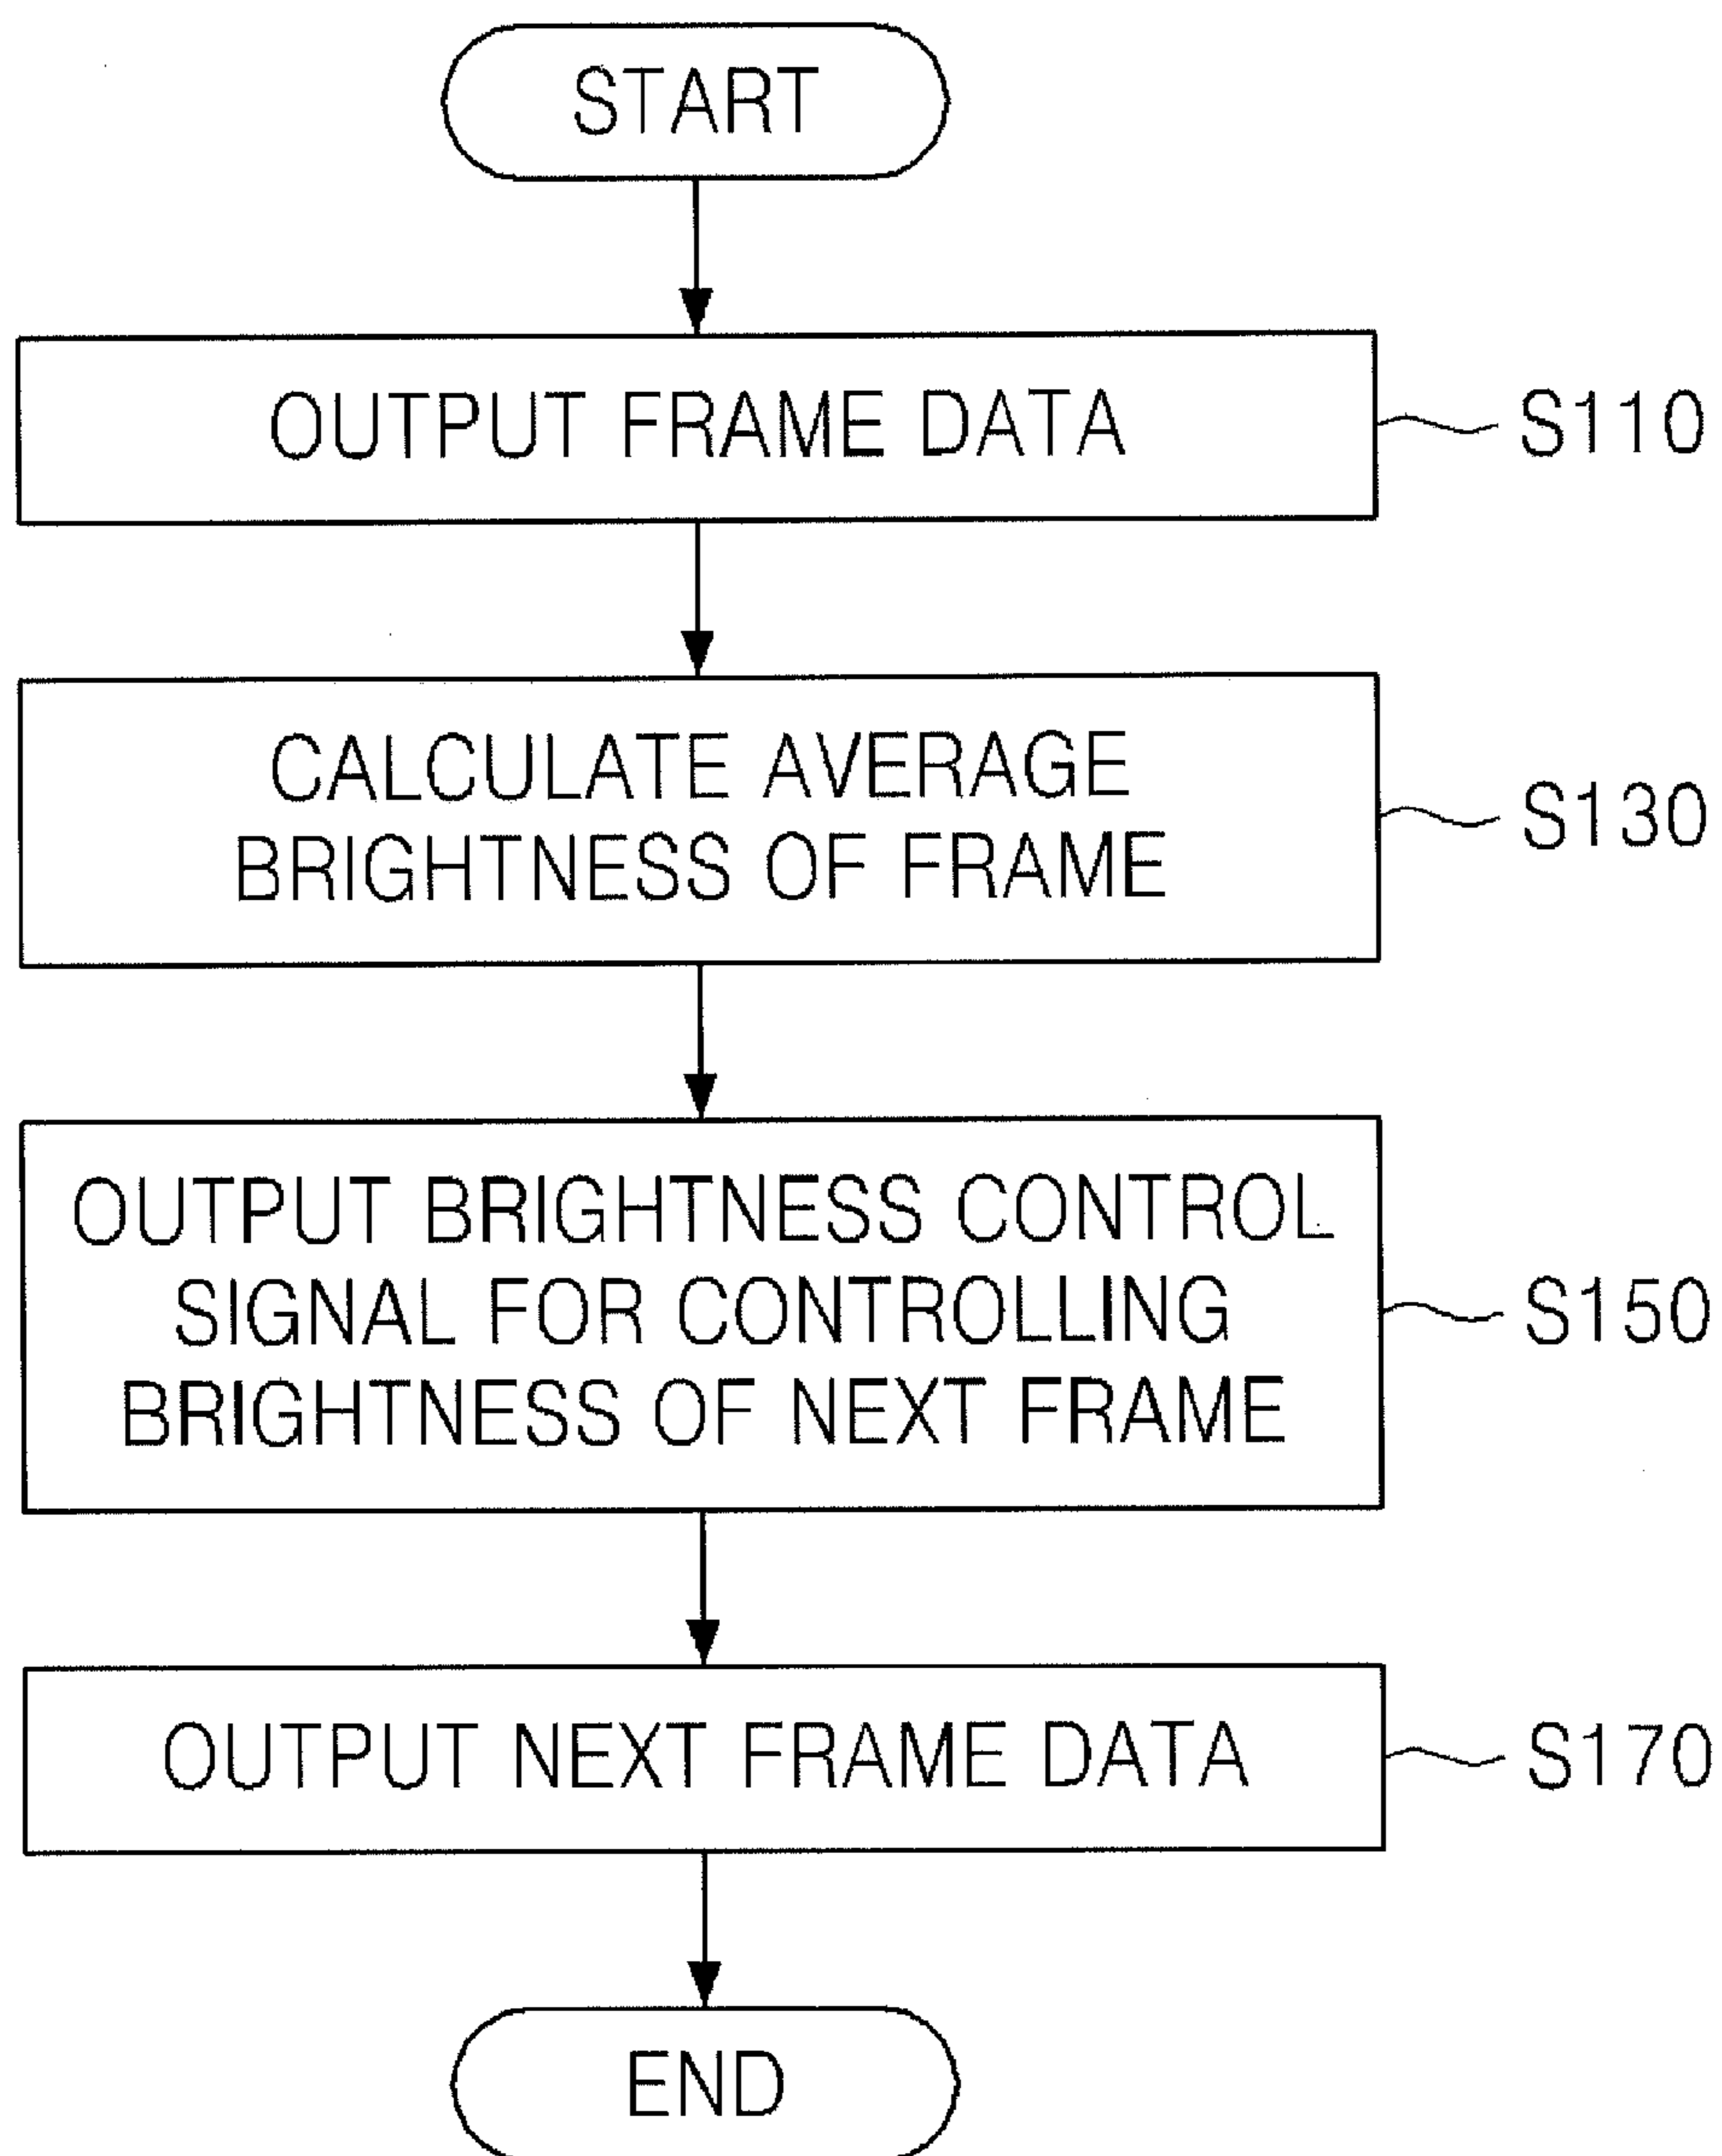 START
OUTPUT FRAME DATA
S110
CALCULATE AVERAGE
BRIGHTNESS OF FRAME
S130
OUTPUT BRIGHTNESS CONTROL
SIGNAL FOR CONTROLLING
BRIGHTNESS OF NEXT FRAME
S150
OUTPUT NEXT FRAME DATA
S170
END